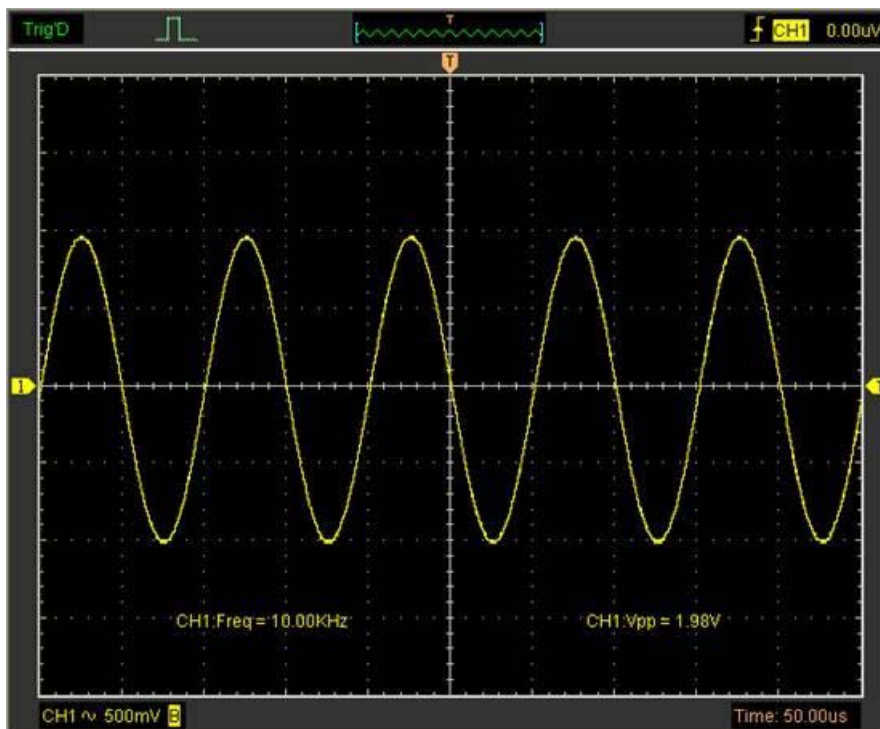 Trig'D
T
CH1 0.00uV
T
1
CH1:Freq = 10.00KHz
CH1:Vpp = 1.98V
CH1 ∿ 500mV B
Time: 50.00us